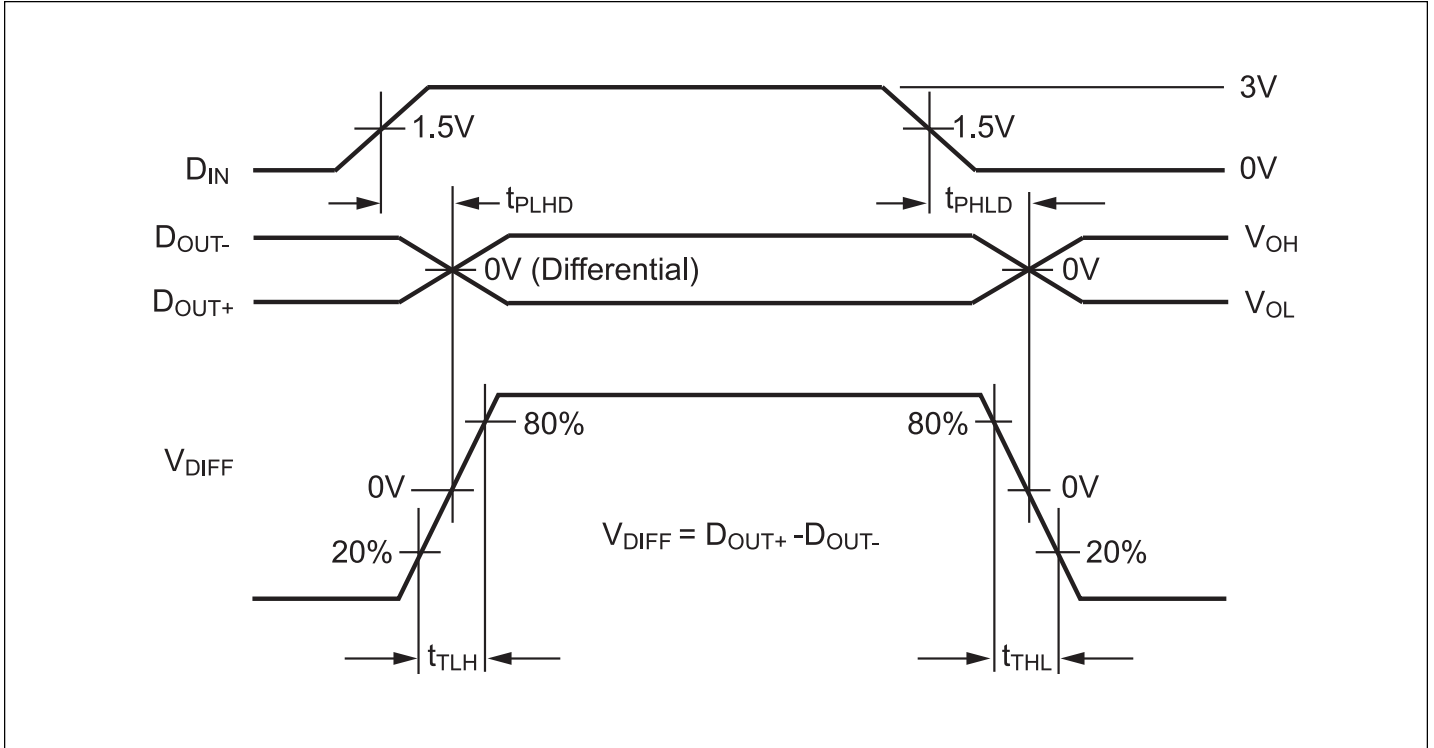 3V
1.5V
1.5V
DIN
0V
tPLHD
tPHLD
DOUT-
VOH
0V (Differential)
0V
DOUT+
VOL
80%
80%
VDIFF
0V
0V
VDIFF = DOUT+ -DOUT-
20%
20%
tTLH
tTHL